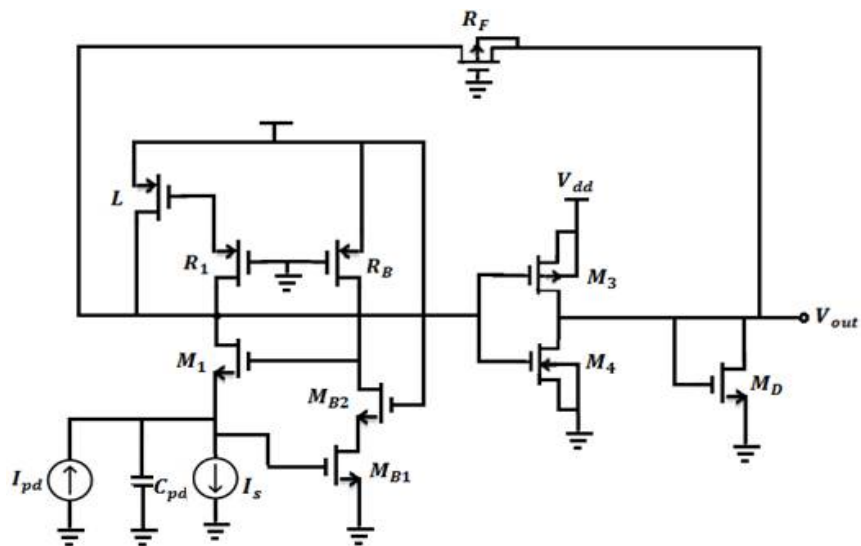 R_F
L
V_dd
R_1
R_B
M_3
V_out
M_1
M_4
M_D
M_B2
M_B1
I_pd
C_pd
I_s